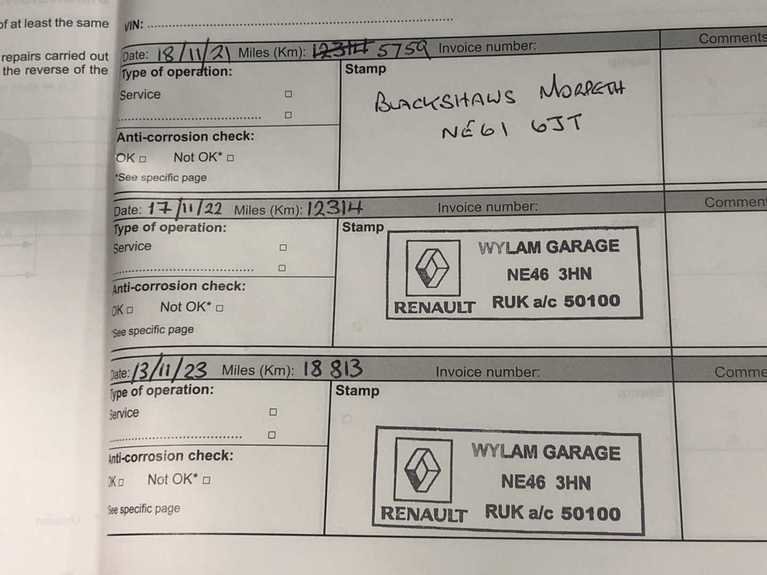 of at least the same
repairs carried out
the reverse of the
VIN:
Date: 18/11/21 Miles (Km): 12314 5759 Invoice number: Comments
Type of operation: Stamp
Service
BLACKSHAWS MORPETH
NE61 6JT
Anti-corrosion check:
OK Not OK*
*See specific page
Date: 17/11/22 Miles (Km): 12314 Invoice number: Commen
Type of operation: Stamp
Service
WYLAM GARAGE
NE46 3HN
RENAULT RUK a/c 50100
Anti-corrosion check:
OK Not OK*
*See specific page
Date: 13/11/23 Miles (Km): 18 813 Invoice number: Comme
Type of operation: Stamp
Service
WYLAM GARAGE
NE46 3HN
RENAULT RUK a/c 50100
Anti-corrosion check:
OK Not OK*
See specific page